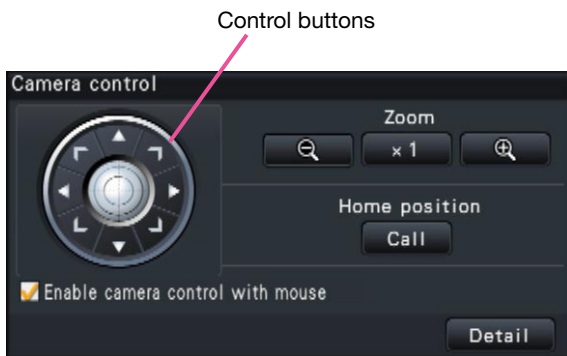 Control buttons
Camera control
Zoom
× 1
Home position
Call
Enable camera control with mouse
Detail